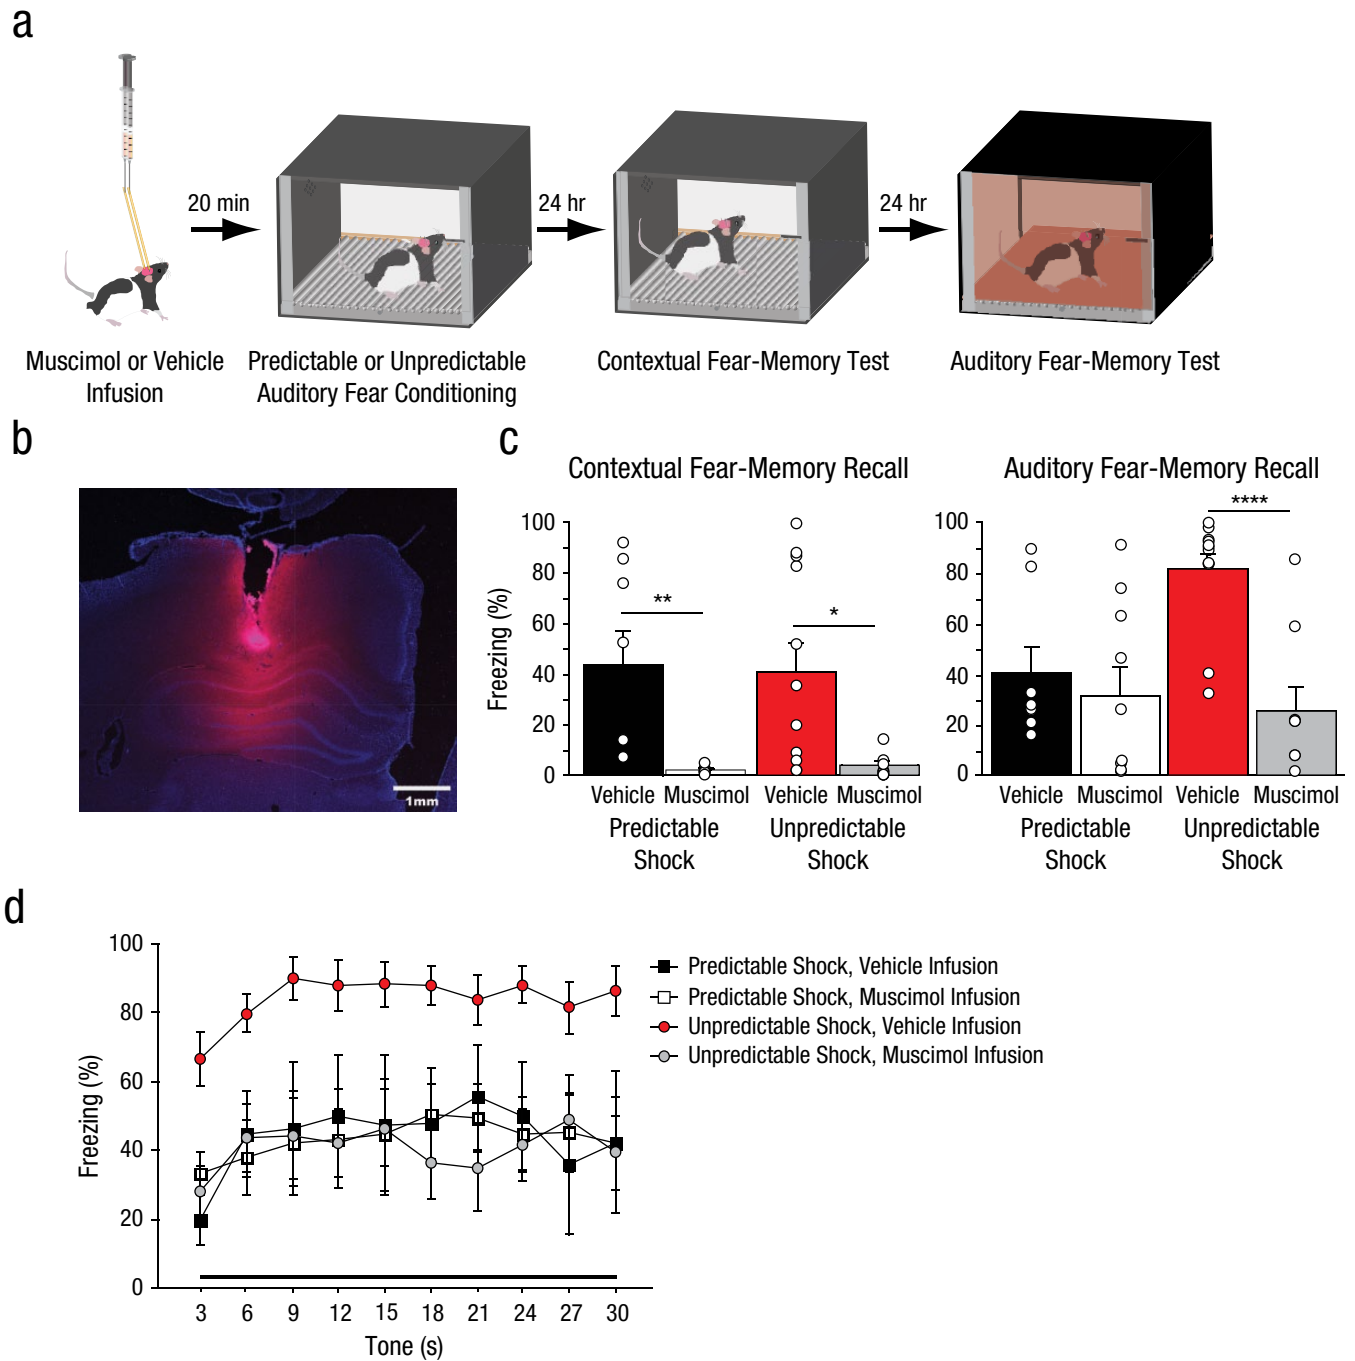 a
20 min
24 hr
24 hr
Muscimol or Vehicle
Infusion
Predictable or Unpredictable
Auditory Fear Conditioning
Contextual Fear-Memory Test
Auditory Fear-Memory Test
b
1mm
c
Contextual Fear-Memory Recall
Freezing (%)
100
80
60
40
20
0
**
*
Vehicle
Muscimol
Vehicle
Muscimol
Predictable
Shock
Unpredictable
Shock
Auditory Fear-Memory Recall
100
80
60
40
20
0
****
Vehicle
Muscimol
Vehicle
Muscimol
Predictable
Shock
Unpredictable
Shock
d
Freezing (%)
100
80
60
40
20
0
3 6 9 12 15 18 21 24 27 30
Tone (s)
Predictable Shock, Vehicle Infusion
Predictable Shock, Muscimol Infusion
Unpredictable Shock, Vehicle Infusion
Unpredictable Shock, Muscimol Infusion